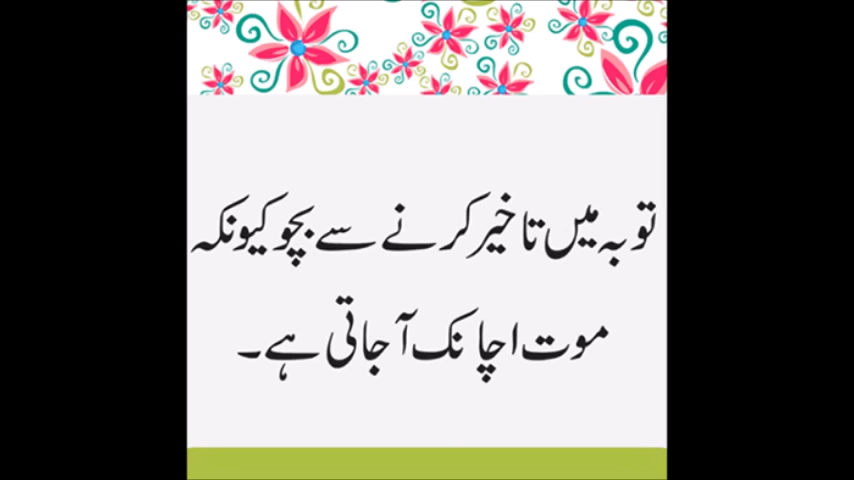 توبہ میں تاخیر کرنے سے بچو کیونکہ
موت اچانک آجاتی ہے۔